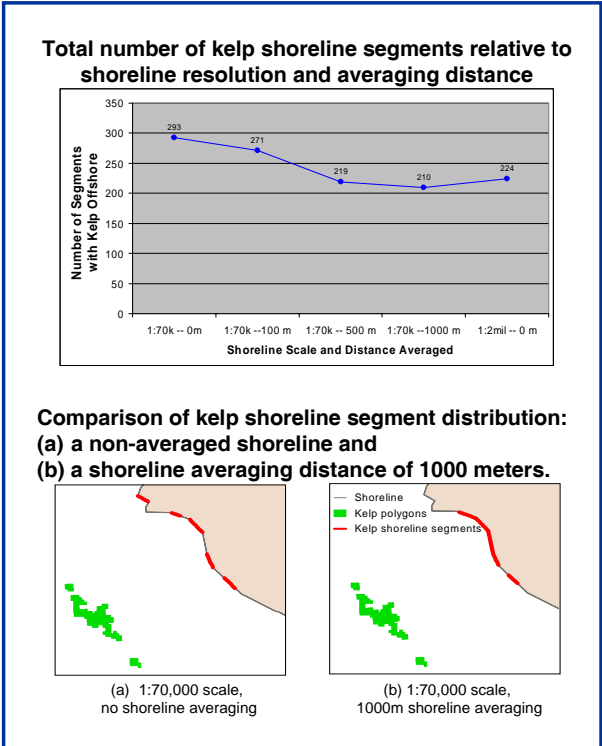 Total number of kelp shoreline segments relative to
shoreline resolution and averaging distance
350
300
250
200
150
100
50
0
293
271
219
210
224
Number of Segments
with Kelp Offshore
1:70k -- 0m
1:70k --100 m
1:70k -- 500 m
1:70k --1000 m
1:2mil -- 0 m
Shoreline Scale and Distance Averaged
Comparison of kelp shoreline segment distribution:
(a) a non-averaged shoreline and
(b) a shoreline averaging distance of 1000 meters.
Shoreline
Kelp polygons
Kelp shoreline segments
(a) 1:70,000 scale,
no shoreline averaging
(b) 1:70,000 scale,
1000m shoreline averaging